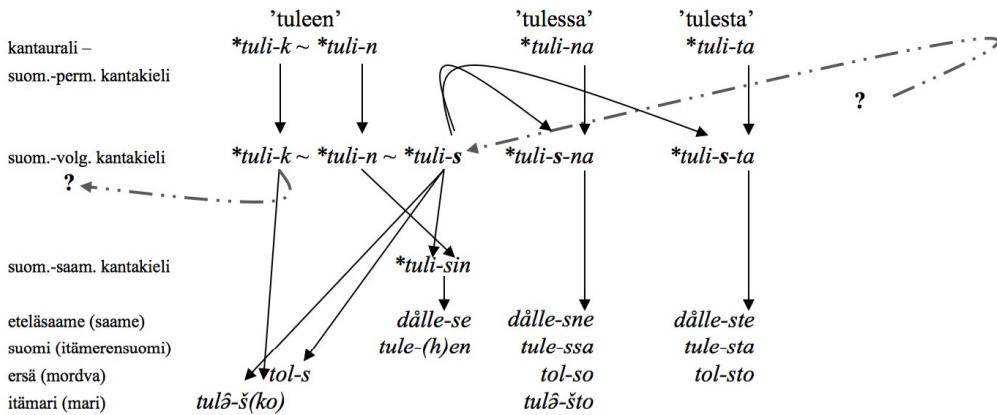 'tuleen' 'tulessa' 'tulesta'
kantaurali – *tuli-k ~ *tuli-n *tuli-na *tuli-ta
suom.-perm. kantakieli
?
suom.-volg. kantakieli *tuli-k ~ *tuli-n ~ *tuli-s *tuli-s-na *tuli-s-ta
?
suom.-saam. kantakieli *tuli-sin
eteläsaame (saame) dålle-se dålle-sne dålle-ste
suomi (itämerensuomi) tule-(h)en tule-ssa tule-sta
ersä (mordva) tol-s tol-so tol-sto
itämari (mari) tulə̑-š(ko) tulə̑-što